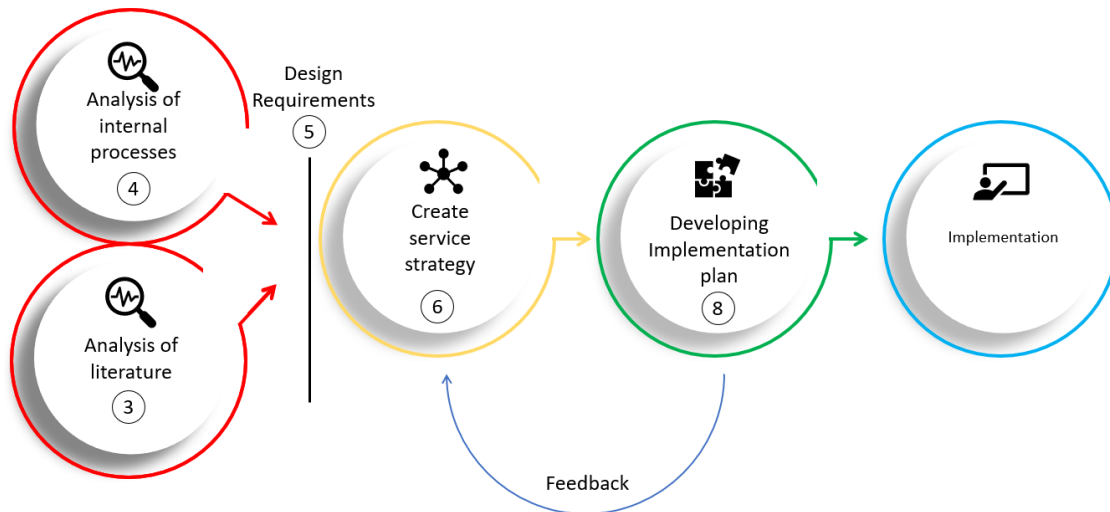 Analysis of
internal
processes
4
Analysis of
literature
3
Design
Requirements
5
Create
service
strategy
6
Developing
Implementation
plan
8
Implementation
Feedback